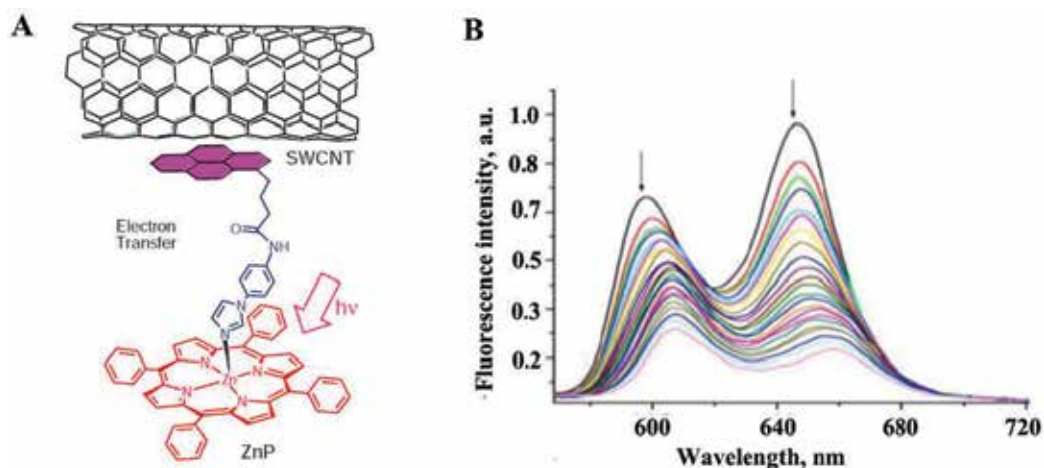 A
SWCNT
Electron
Transfer
O
NH
N
N
hν
N
N
N
N
Zn
ZnP
B
Fluorescence intensity, a.u.
1.0
0.8
0.7
0.5
0.3
0.2
600
640
680
720
Wavelength, nm